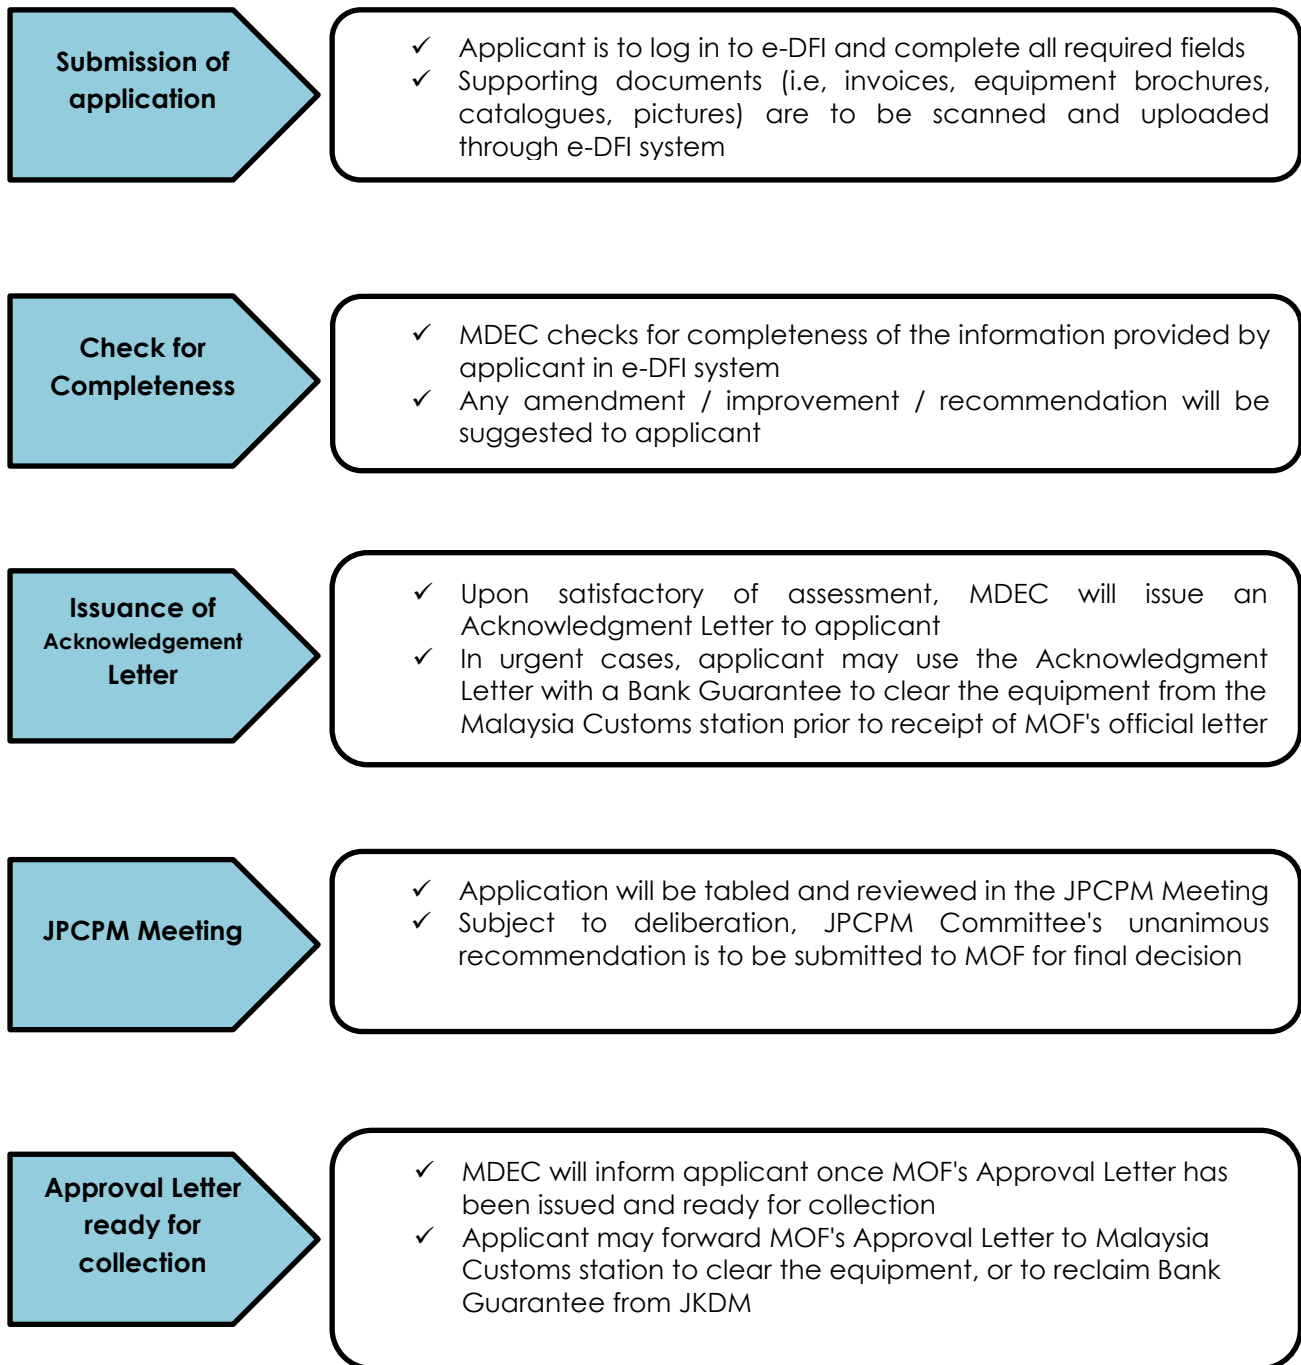 Submission of
application
✓ Applicant is to log in to e-DFI and complete all required fields
✓ Supporting documents (i.e, invoices, equipment brochures,
catalogues, pictures) are to be scanned and uploaded
through e-DFI system
Check for
Completeness
✓ MDEC checks for completeness of the information provided by
applicant in e-DFI system
✓ Any amendment / improvement / recommendation will be
suggested to applicant
Issuance of
Acknowledgement
Letter
✓ Upon satisfactory of assessment, MDEC will issue an
Acknowledgment Letter to applicant
✓ In urgent cases, applicant may use the Acknowledgment
Letter with a Bank Guarantee to clear the equipment from the
Malaysia Customs station prior to receipt of MOF's official letter
JPCPM Meeting
✓ Application will be tabled and reviewed in the JPCPM Meeting
✓ Subject to deliberation, JPCPM Committee's unanimous
recommendation is to be submitted to MOF for final decision
Approval Letter
ready for
collection
✓ MDEC will inform applicant once MOF's Approval Letter has
been issued and ready for collection
✓ Applicant may forward MOF's Approval Letter to Malaysia
Customs station to clear the equipment, or to reclaim Bank
Guarantee from JKDM